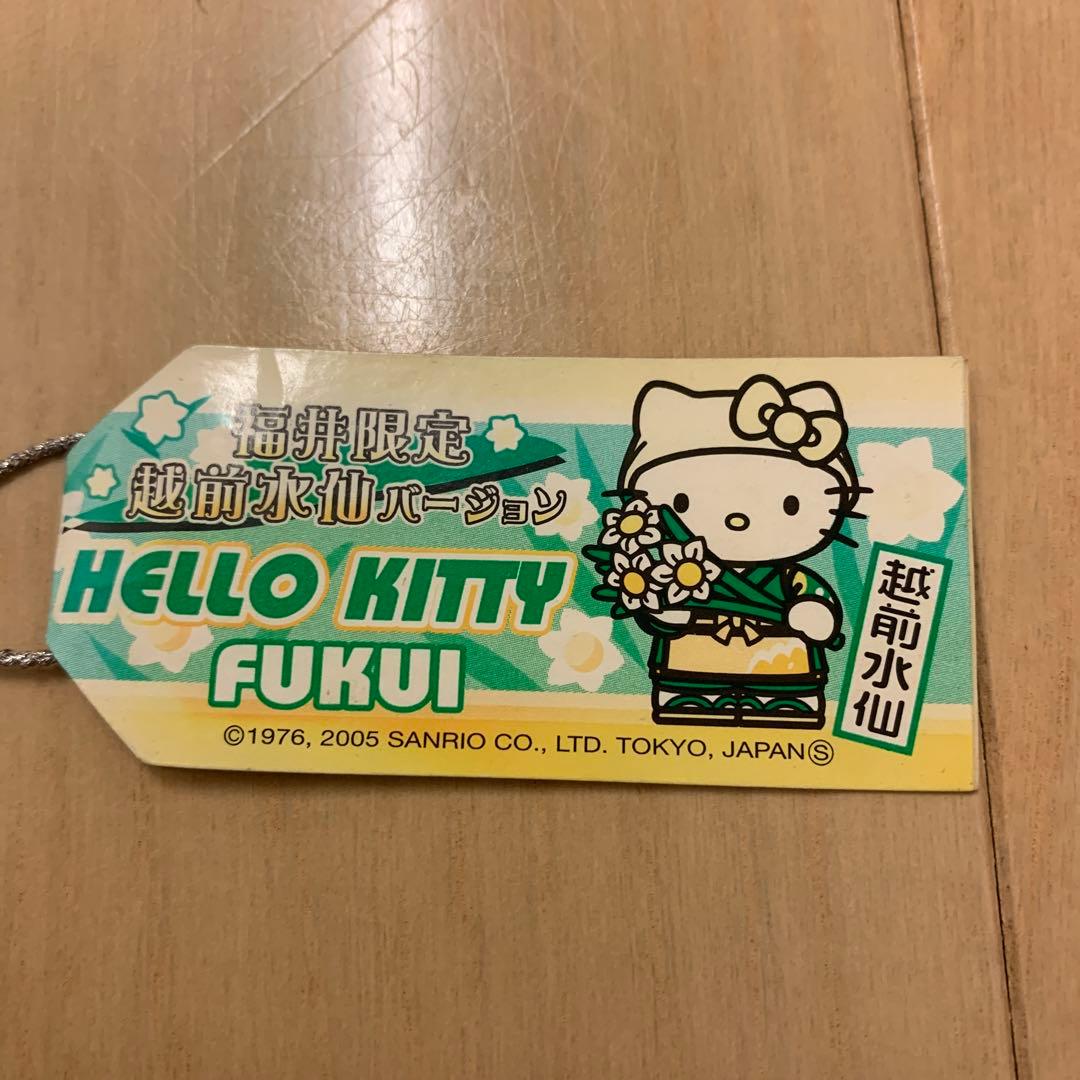 福井限定
越前水仙バージョン
HELLO KITTY
FUKUI
越前水仙
©1976, 2005 SANRIO CO., LTD. TOKYO, JAPANⓈ